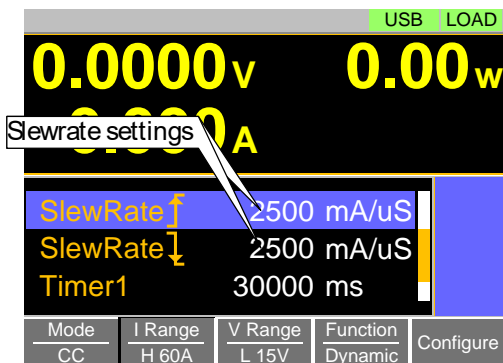 USB LOAD
0.0000V 0.00W
Slewrate settings
A
SlewRate 2500 mA/uS
SlewRate 2500 mA/uS
Timer1 30000 ms
Mode I Range V Range Function Configure
CC H 60A L 15V Dynamic